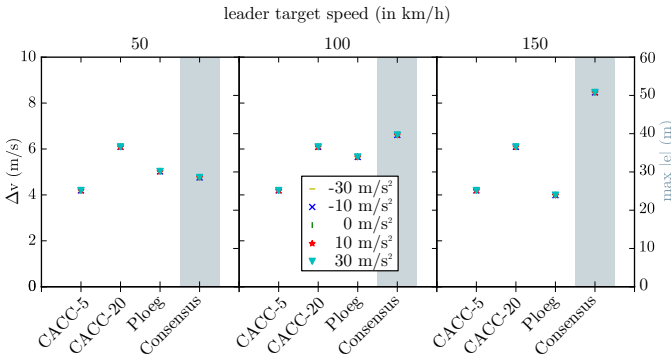 leader target speed (in km/h)
50 100 150
10
8
6
4
2
0
Δv (m/s)
60
50
40
30
20
10
0
max |e| (m)
-30 m/s²
-10 m/s²
0 m/s²
10 m/s²
30 m/s²
CACC-5 CACC-20 Ploeg Consensus CACC-5 CACC-20 Ploeg Consensus CACC-5 CACC-20 Ploeg Consensus